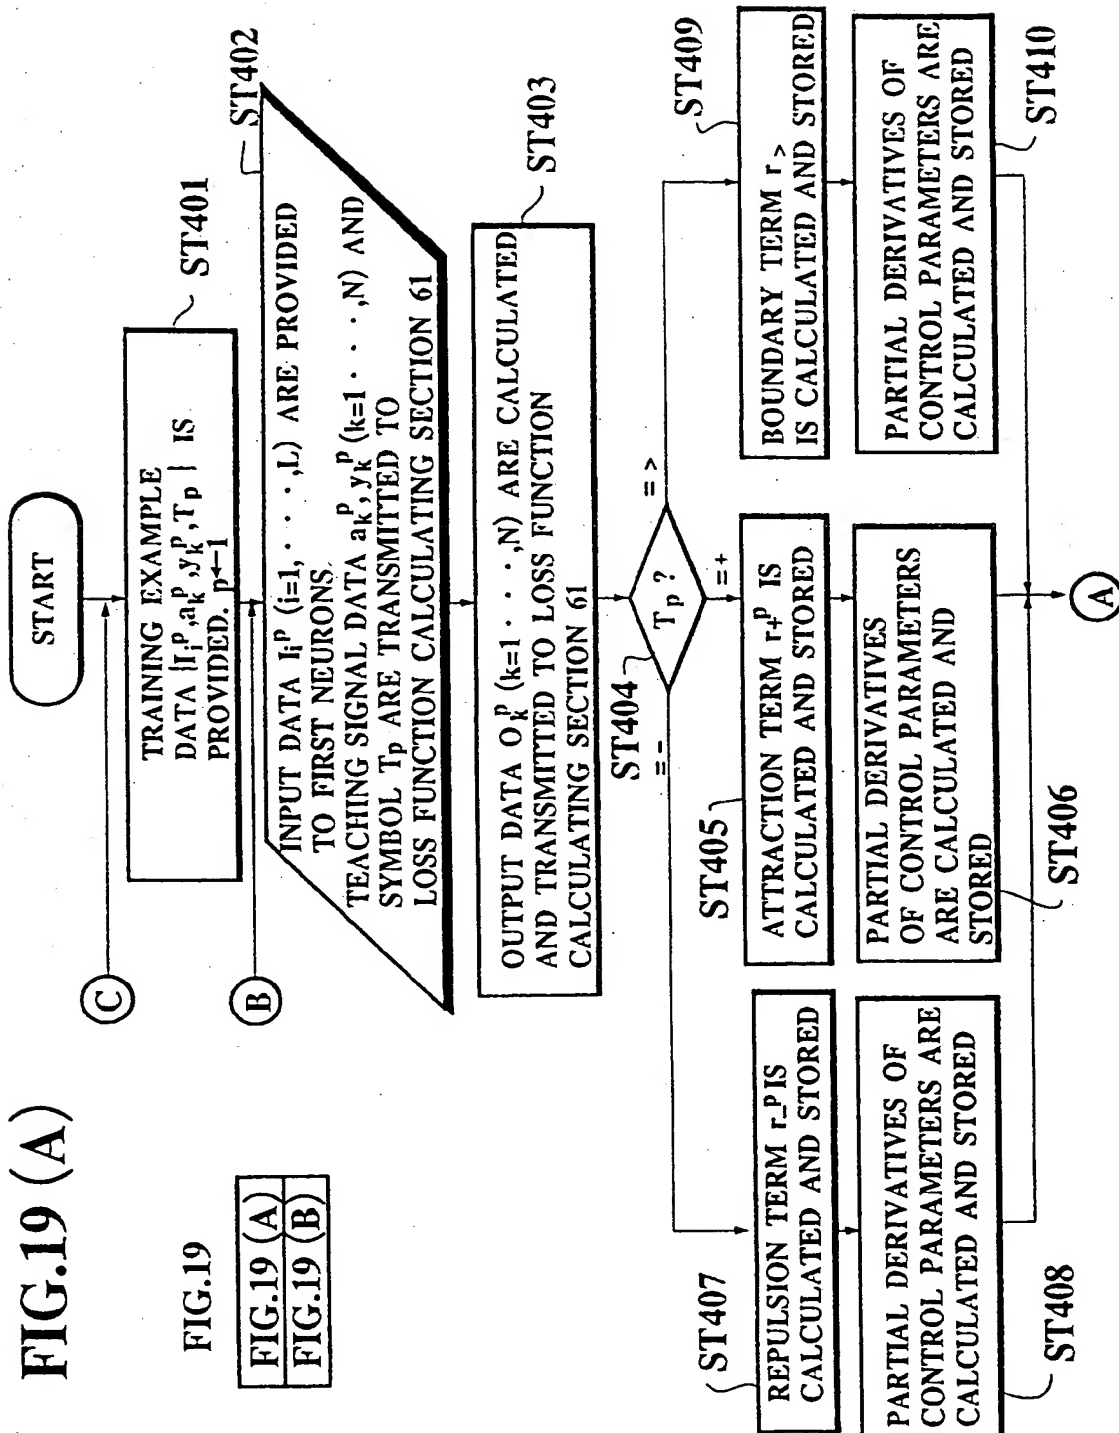 FIG.19 (A)
FIG.19
FIG.19 (A)
FIG.19 (B)
START
C
TRAINING EXAMPLE
DATA {I_i^p,a_k^p,y_k^p,T_p} IS
PROVIDED. p←1
ST401
B
INPUT DATA I_i^p (i=1,・・・,L) ARE PROVIDED
TO FIRST NEURONS.
TEACHING SIGNAL DATA a_k^p,y_k^p (k=1・・・,N) AND
SYMBOL T_p ARE TRANSMITTED TO
LOSS FUNCTION CALCULATING SECTION 61
ST402
OUTPUT DATA O_k^p (k=1・・・,N) ARE CALCULATED
AND TRANSMITTED TO LOSS FUNCTION
CALCULATING SECTION 61
ST403
ST404
T_p ?
=-
=+
=>
ST407
REPULSION TERM r_-^p IS
CALCULATED AND STORED
ST405
ATTRACTION TERM r_+^p IS
CALCULATED AND STORED
ST409
BOUNDARY TERM r_>
IS CALCULATED AND STORED
PARTIAL DERIVATIVES OF
CONTROL PARAMETERS ARE
CALCULATED AND STORED
ST408
PARTIAL DERIVATIVES
OF CONTROL PARAMETERS
ARE CALCULATED AND
STORED
ST406
PARTIAL DERIVATIVES OF
CONTROL PARAMETERS ARE
CALCULATED AND STORED
ST410
A